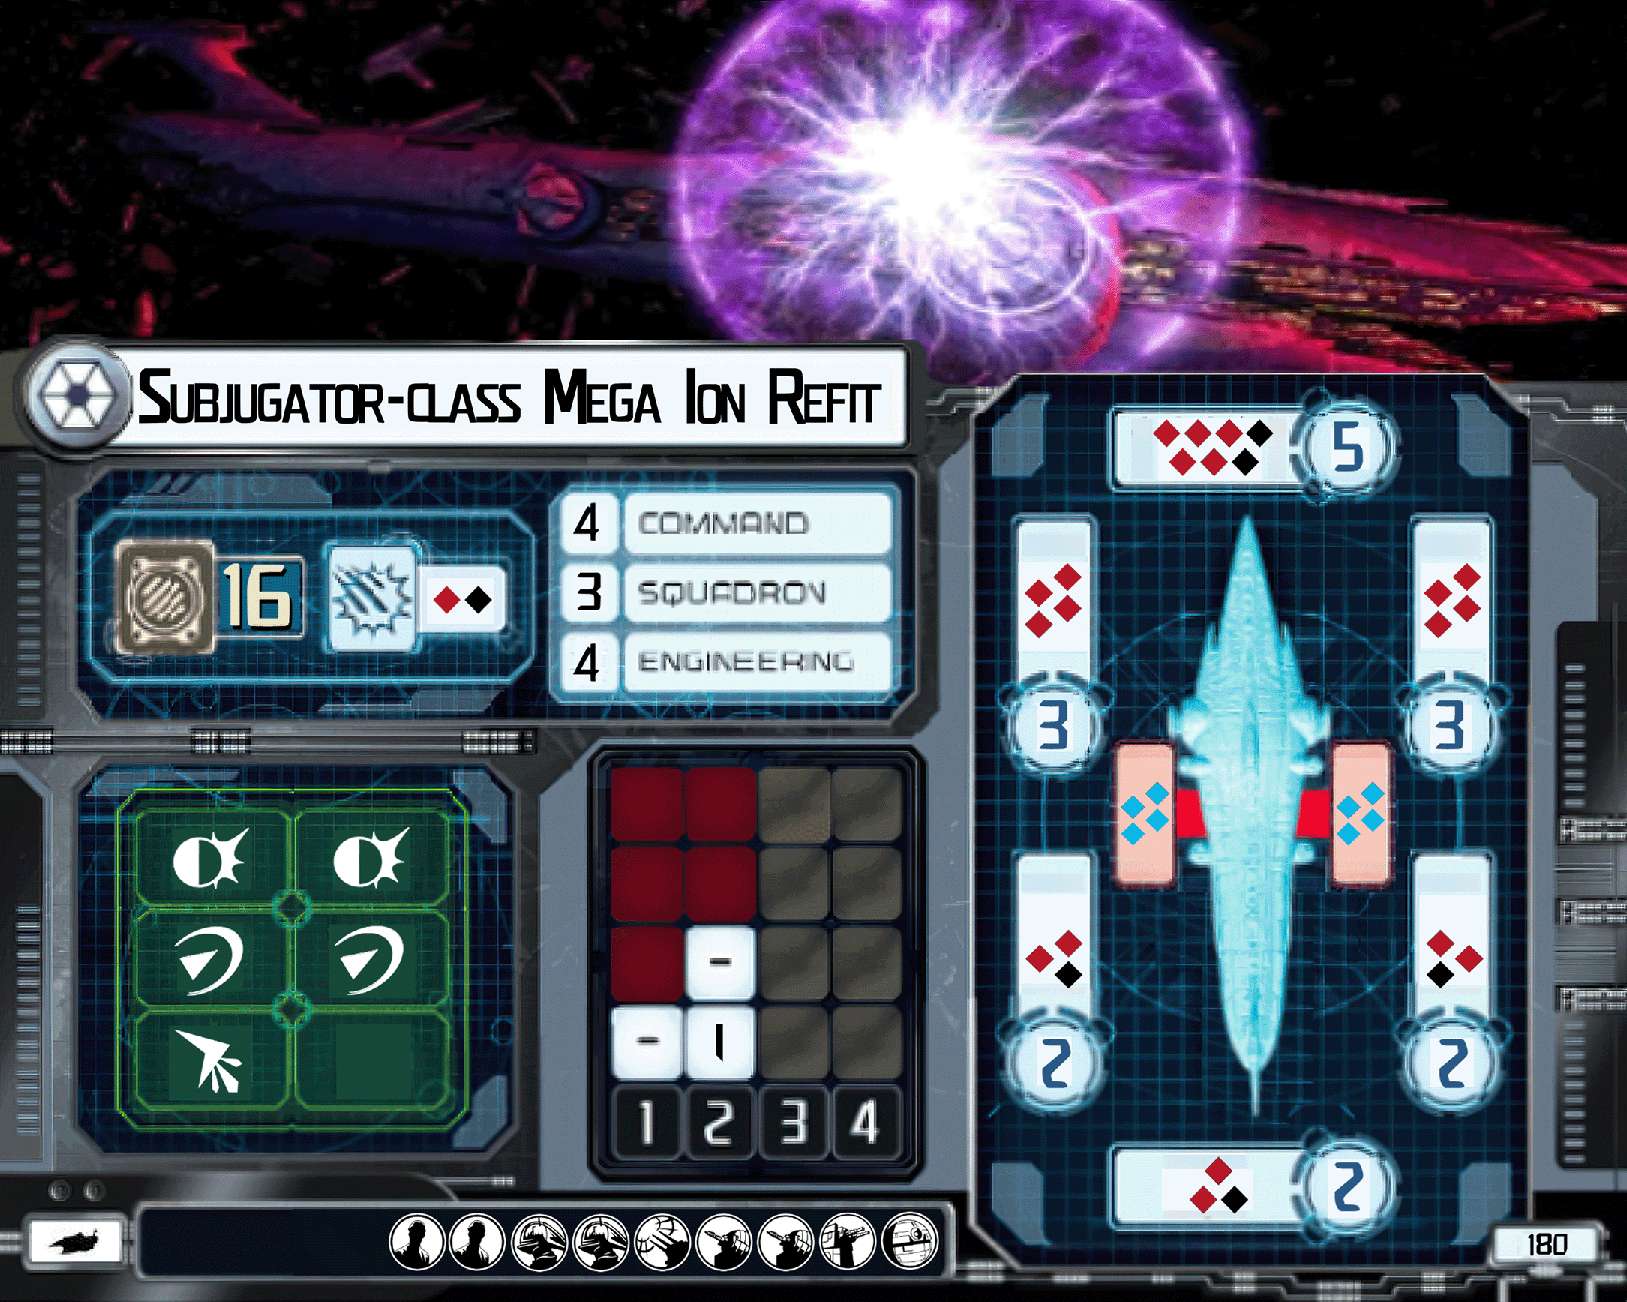 SUBJUGATOR-CLASS MEGA ION REFIT
5
16
4 COMMAND
3 SQUADRON
4 ENGINEERING
3 3
-
- 1
1 2 3 4
2 2
2
180